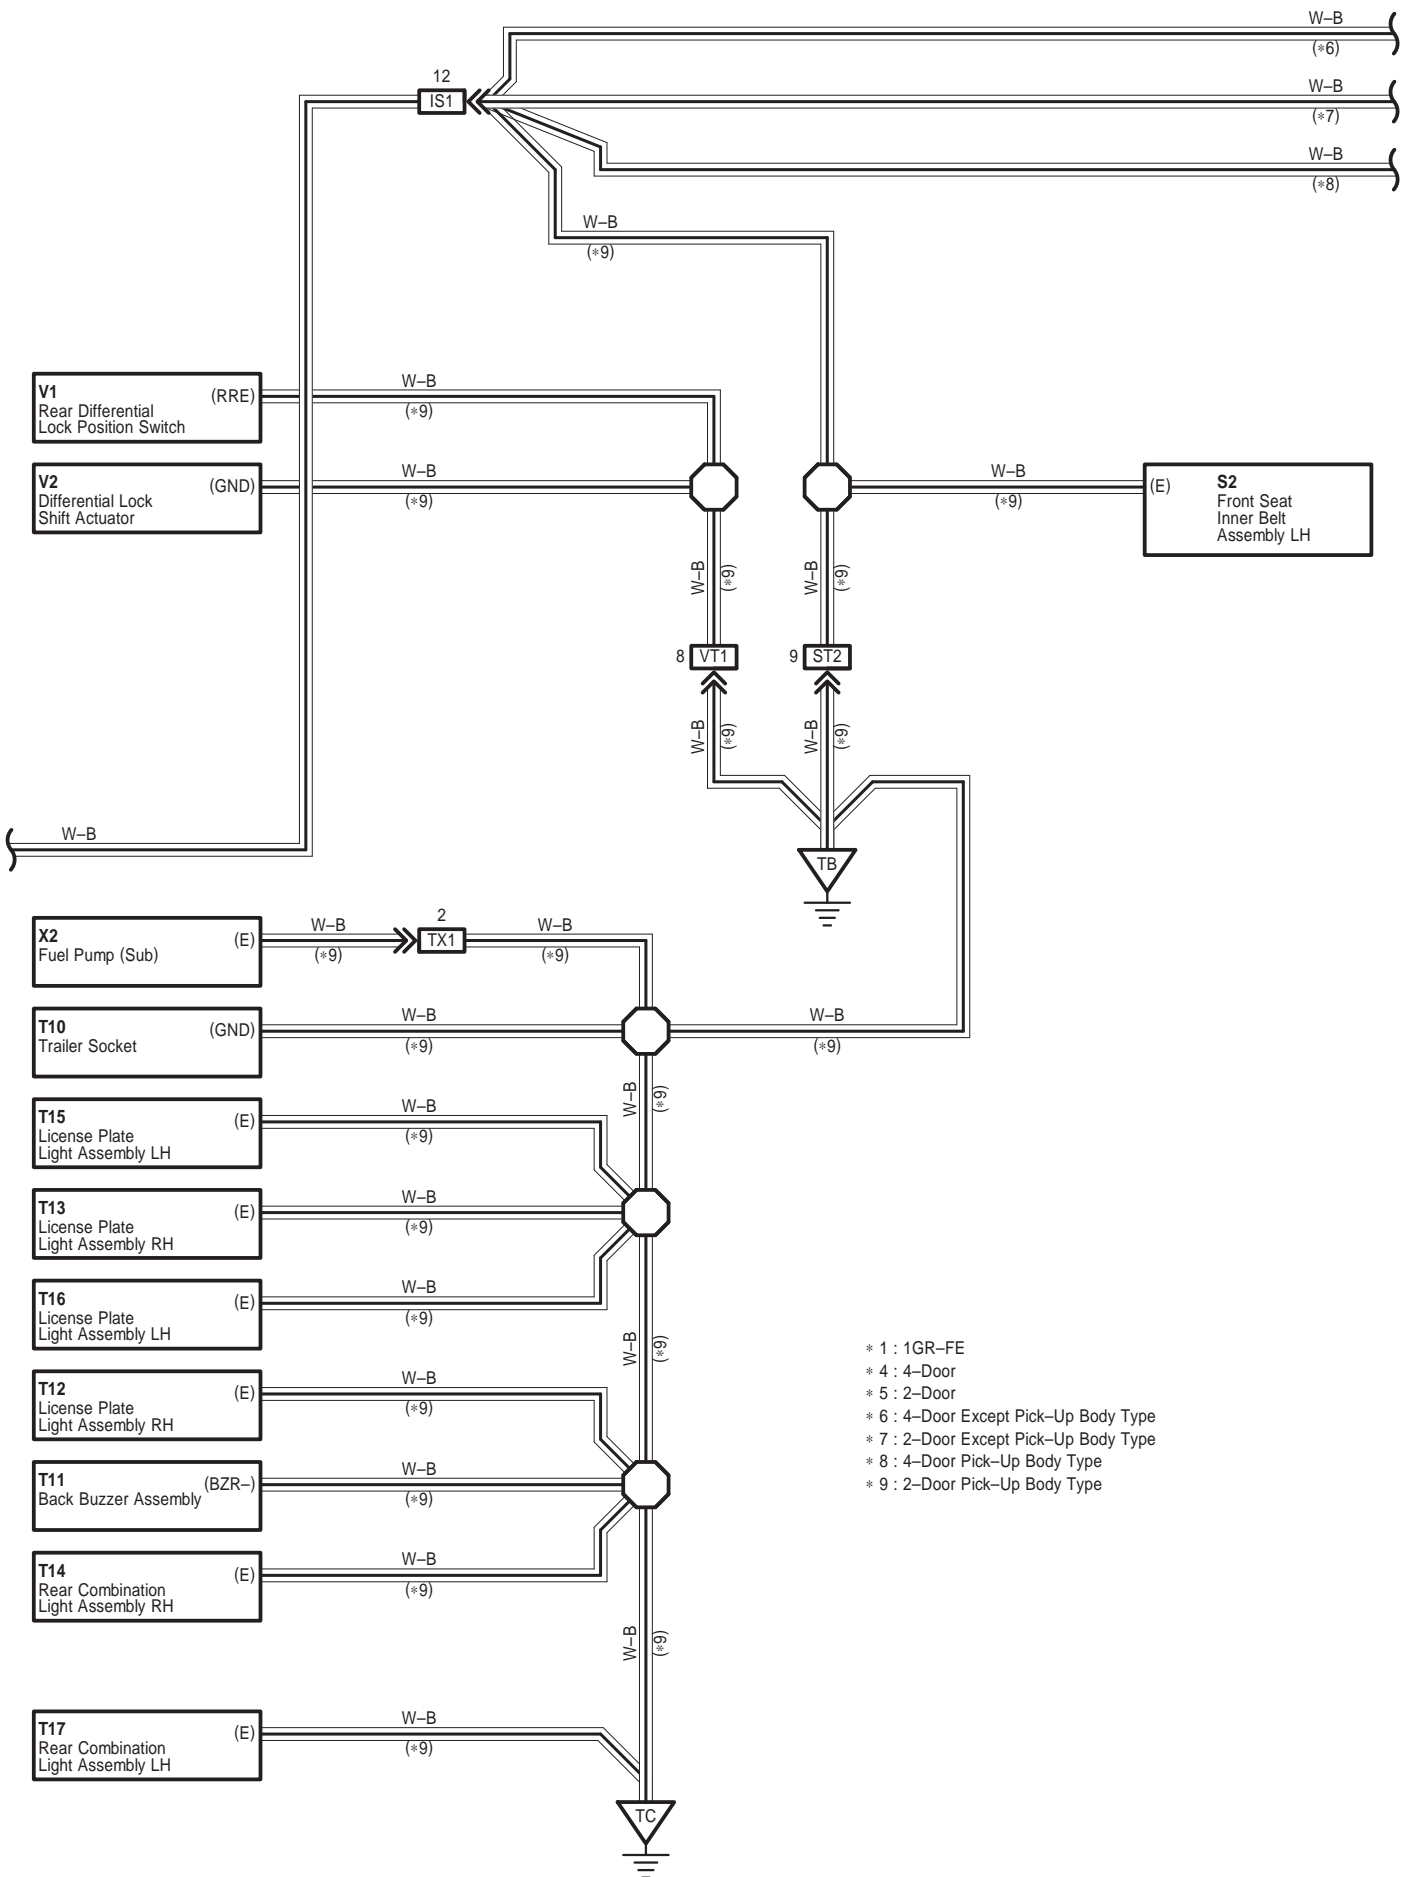 W–B
(*6)
12
IS1
W–B
(*7)
W–B
(*8)
W–B
(*9)
V1
(RRE)
Rear Differential
Lock Position Switch
W–B
(*9)
V2
(GND)
Differential Lock
Shift Actuator
W–B
(*9)
W–B
(*9)
(E)
S2
Front Seat
Inner Belt
Assembly LH
W–B
(*9)
W–B
(*9)
8
VT1
9
ST2
W–B
(*9)
W–B
(*9)
W–B
TB
X2
(E)
Fuel Pump (Sub)
W–B
(*9)
2
TX1
W–B
(*9)
T10
(GND)
Trailer Socket
W–B
(*9)
W–B
(*9)
W–B
(*9)
T15
(E)
License Plate
Light Assembly LH
W–B
(*9)
T13
(E)
License Plate
Light Assembly RH
W–B
(*9)
T16
(E)
License Plate
Light Assembly LH
W–B
(*9)
W–B
(*9)
T12
(E)
License Plate
Light Assembly RH
W–B
(*9)
T11
(BZR–)
Back Buzzer Assembly
W–B
(*9)
T14
(E)
Rear Combination
Light Assembly RH
W–B
(*9)
W–B
(*9)
T17
(E)
Rear Combination
Light Assembly LH
W–B
(*9)
TC
* 1 : 1GR–FE
* 4 : 4–Door
* 5 : 2–Door
* 6 : 4–Door Except Pick–Up Body Type
* 7 : 2–Door Except Pick–Up Body Type
* 8 : 4–Door Pick–Up Body Type
* 9 : 2–Door Pick–Up Body Type